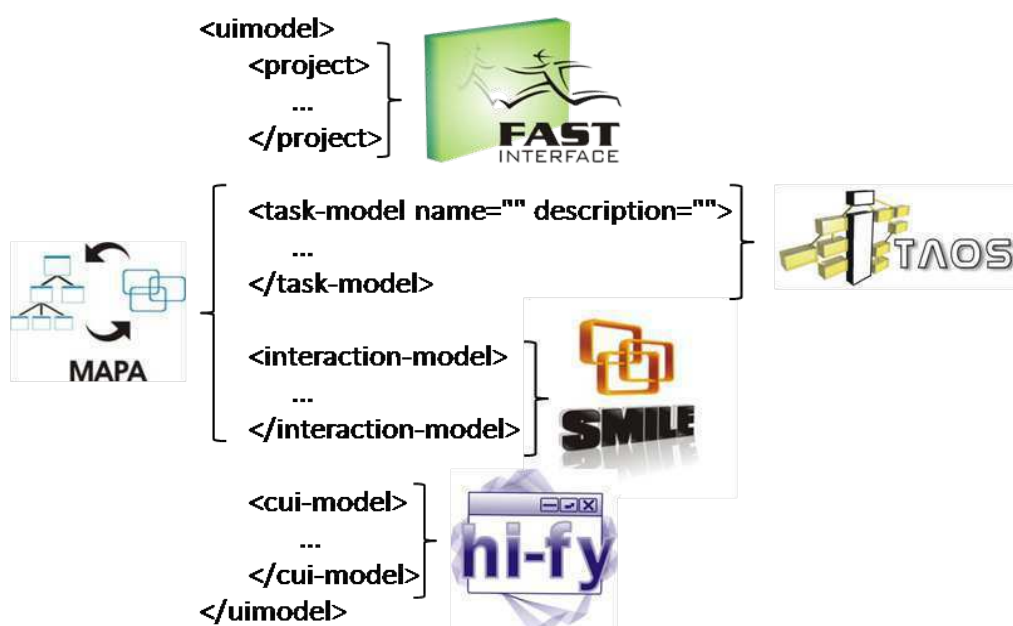 <uimodel>
<project>
...
</project>
FAST
INTERFACE
<task-model name="" description="">
...
</task-model>
TAOS
MAPA
<interaction-model>
...
</interaction-model>
SMILE
<cui-model>
...
</cui-model>
hi-fy
</uimodel>